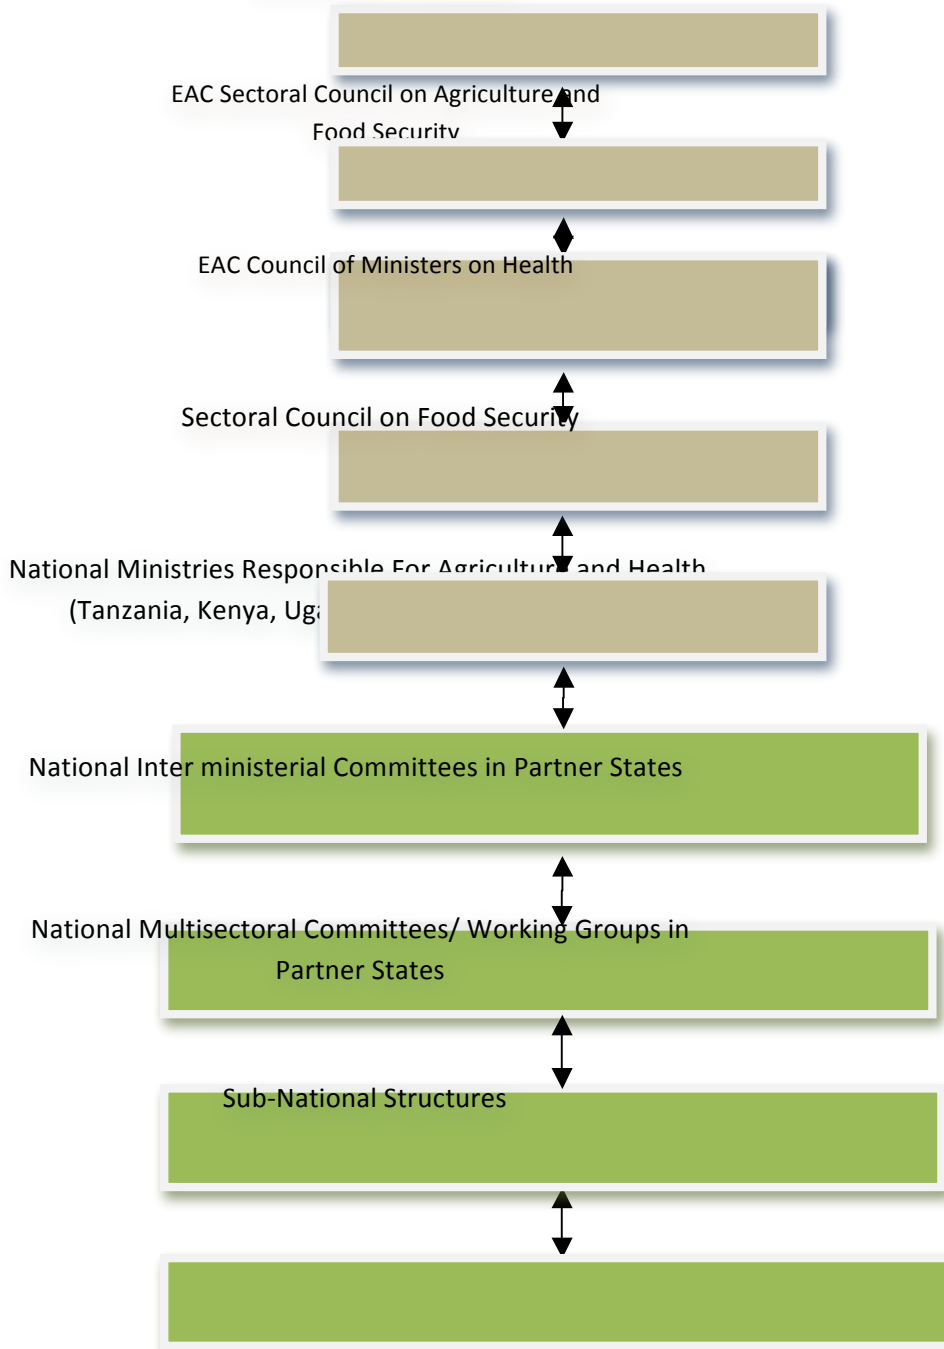 EAC Sectoral Council on Agriculture and
Food Security
EAC Council of Ministers on Health
Sectoral Council on Food Security
National Ministries Responsible For Agriculture and Health
(Tanzania, Kenya,
National Inter ministerial Committees in Partner States
National Multisectoral Committees/ Working Groups in
Partner States
Sub-National Structures